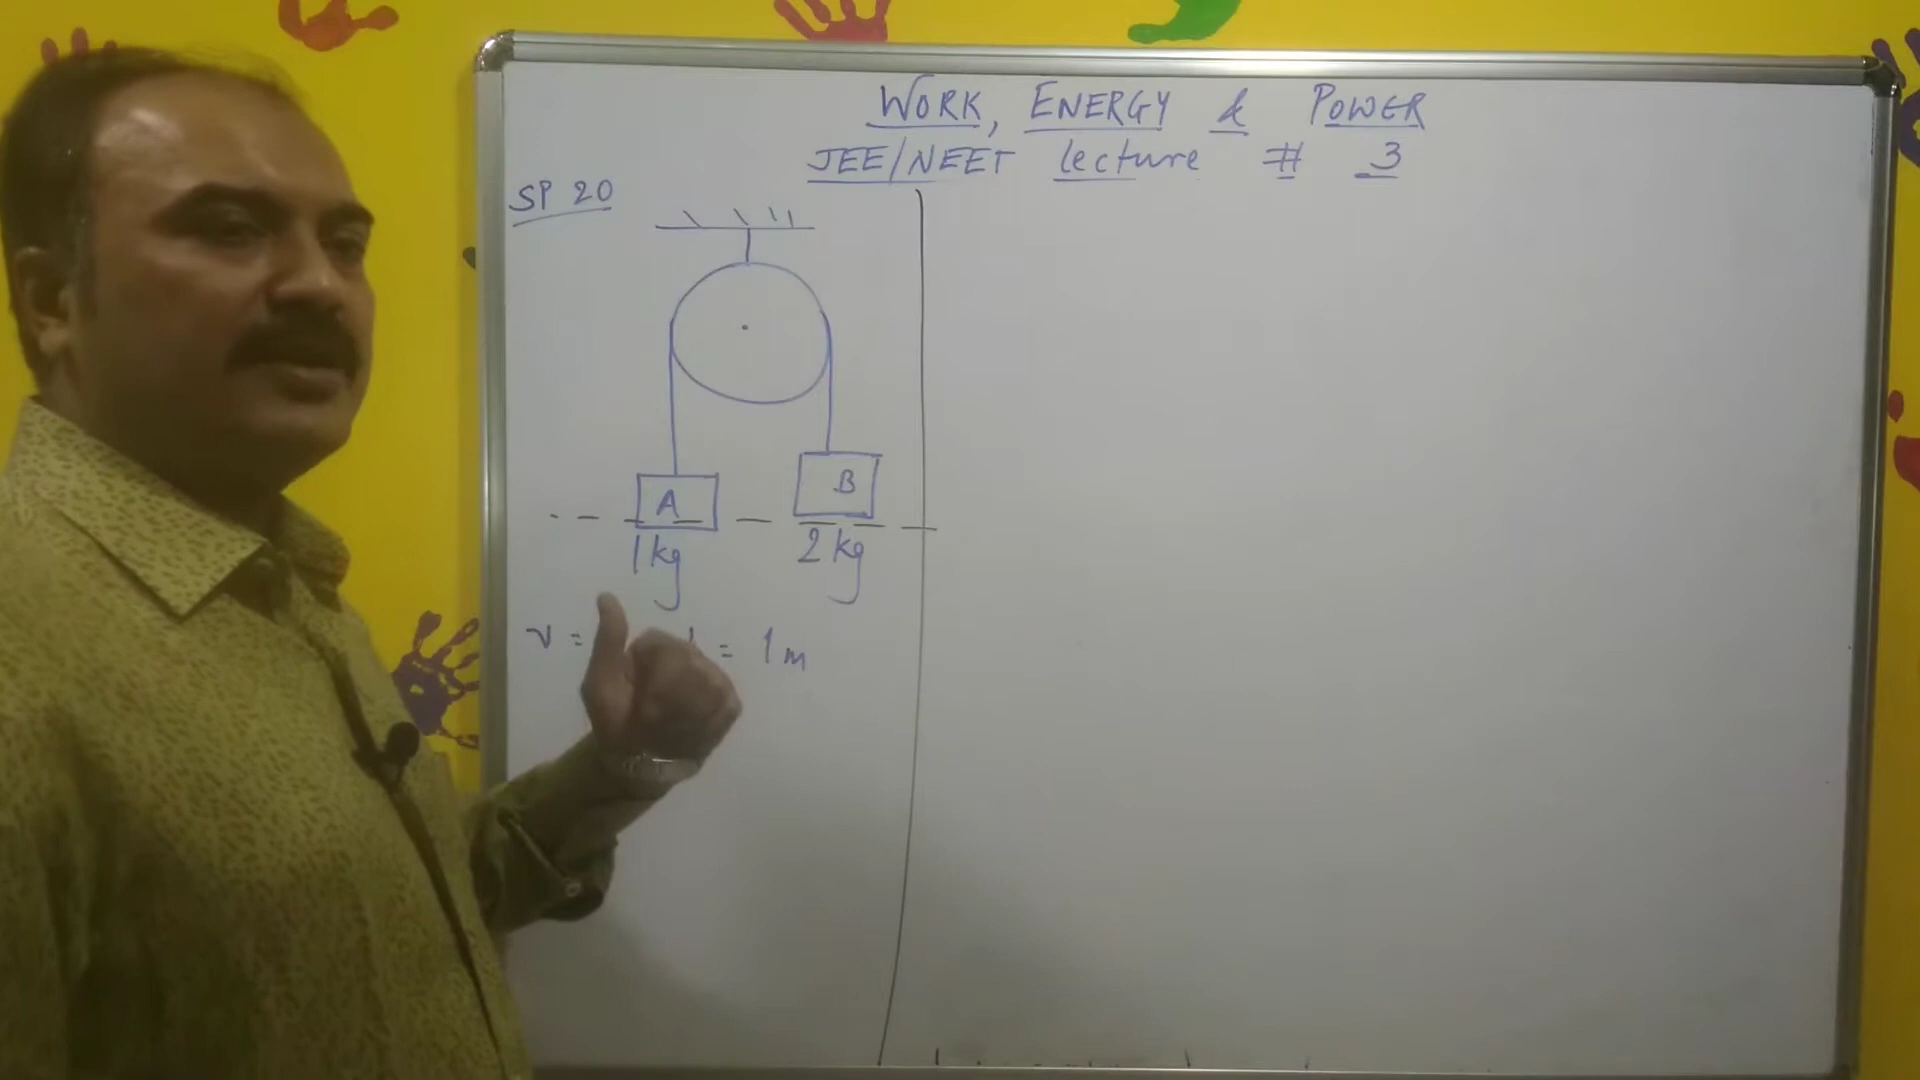 WORK, ENERGY & POWER
JEE/NEET Lecture # 3
SP 20
A
B
1 kg
2 kg
v = = 1 m